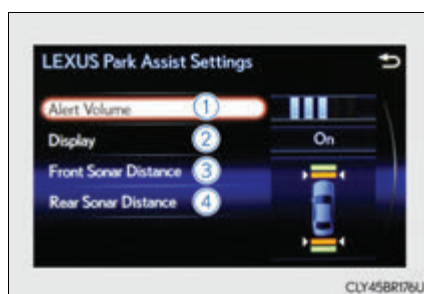 LEXUS Park Assist Settings
Alert Volume 1
Display 2 On
Front Sonar Distance 3
Rear Sonar Distance 4
CLY45BR176U